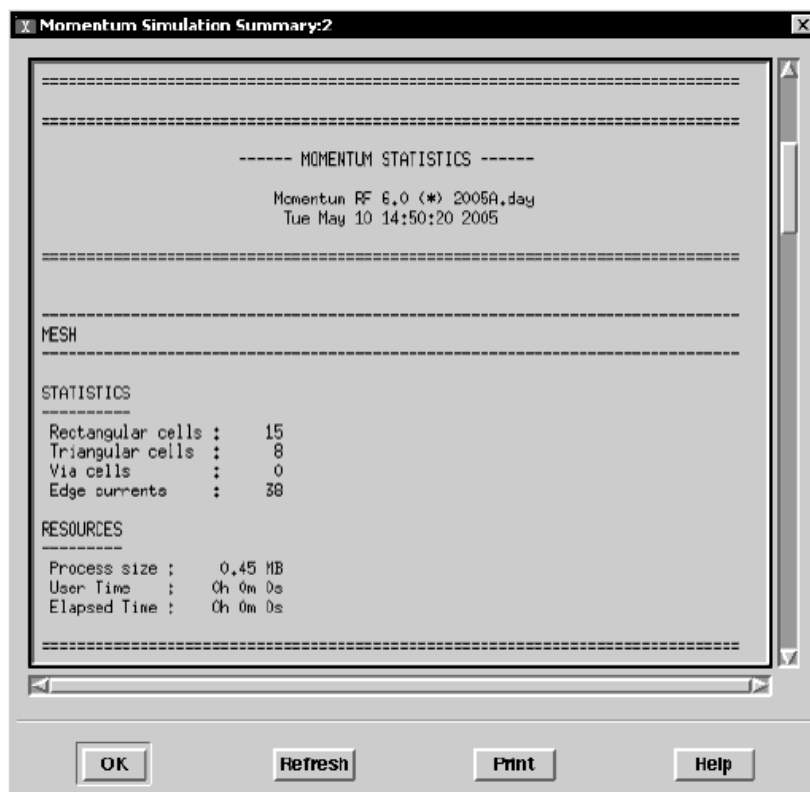 X Momentum Simulation Summary:2 X
================================================================================
================================================================================
------ MOMENTUM STATISTICS ------
Momentum RF 6.0 (*) 2005A.day
Tue May 10 14:50:20 2005
================================================================================
--------------------------------------------------------------------------------
MESH
--------------------------------------------------------------------------------
STATISTICS
----------
Rectangular cells : 15
Triangular cells : 8
Via cells : 0
Edge currents : 38
RESOURCES
---------
Process size : 0.45 MB
User Time : 0h 0m 0s
Elapsed Time : 0h 0m 0s
================================================================================
OK Refresh Print Help